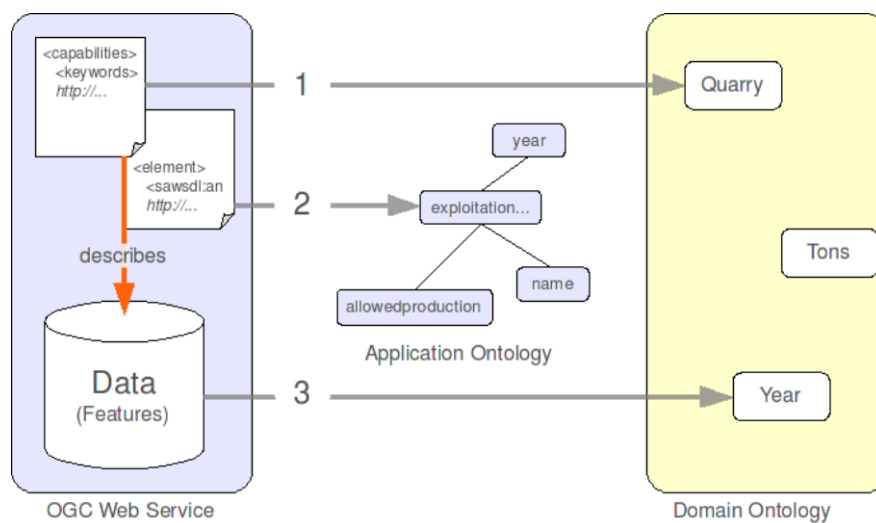 <capabilities>
<keywords>
http://...
1
Quarry
<element>
<sawsdl:an
http://...
year
2
exploitation...
describes
Tons
name
allowedproduction
Application Ontology
Data
(Features)
3
Year
OGC Web Service
Domain Ontology